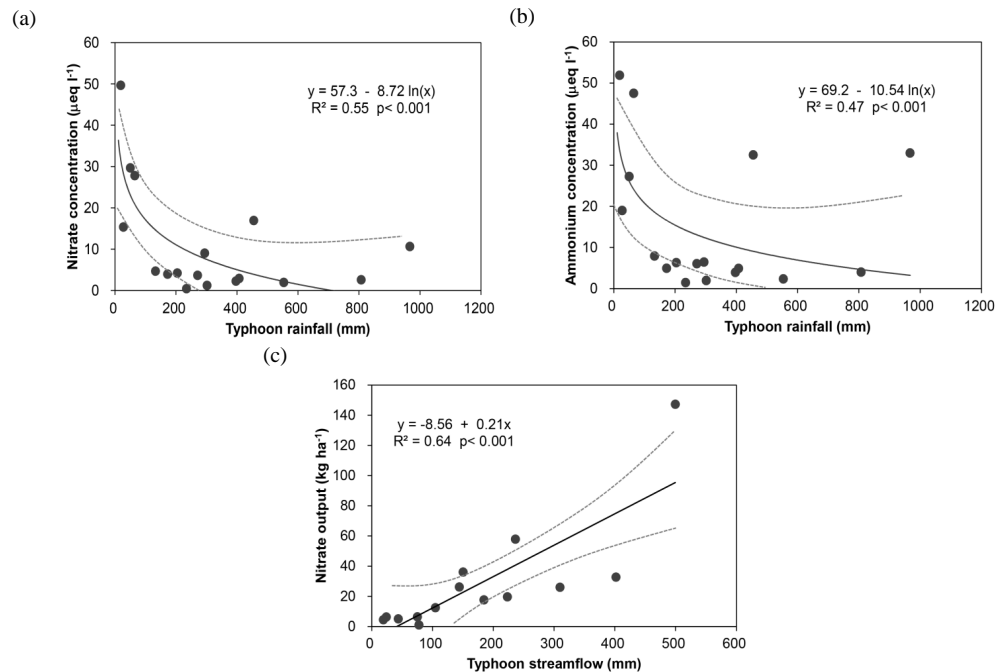 (a)
60
50
40
30
20
10
0
Nitrate concentration (µeq l⁻¹)
y = 57.3 - 8.72 ln(x)
R² = 0.55 p< 0.001
0 200 400 600 800 1000 1200
Typhoon rainfall (mm)
(b)
60
50
40
30
20
10
0
Ammonium concentration (µeq l⁻¹)
y = 69.2 - 10.54 ln(x)
R² = 0.47 p< 0.001
0 200 400 600 800 1000 1200
Typhoon rainfall (mm)
(c)
160
140
120
100
80
60
40
20
0
Nitrate output (kg ha⁻¹)
y = -8.56 + 0.21x
R² = 0.64 p< 0.001
0 100 200 300 400 500 600
Typhoon streamflow (mm)